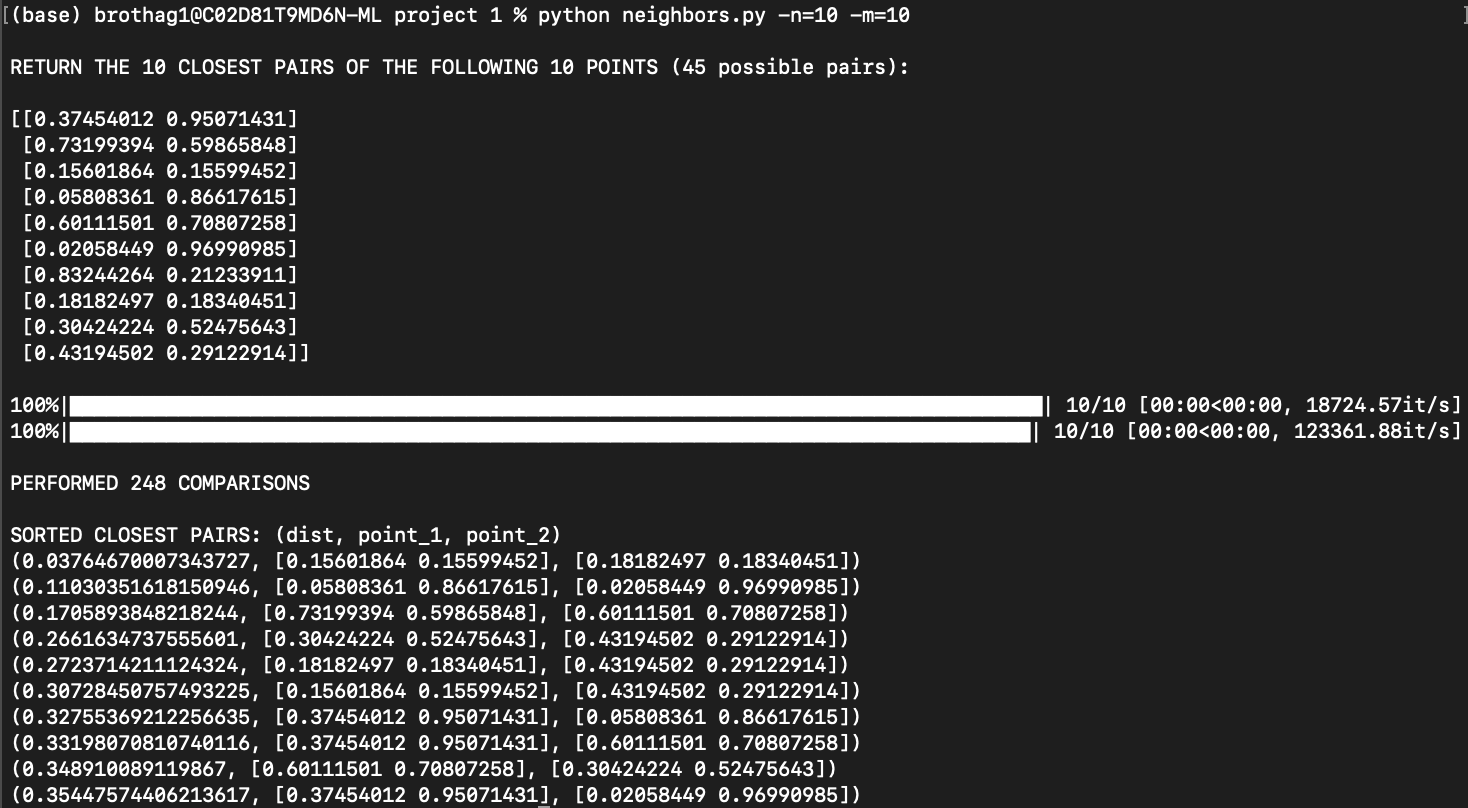 [(base) brothag1@C02D81T9MD6N-ML project 1 % python neighbors.py -n=10 -m=10 ]
RETURN THE 10 CLOSEST PAIRS OF THE FOLLOWING 10 POINTS (45 possible pairs):
[[0.37454012 0.95071431]
[0.73199394 0.59865848]
[0.15601864 0.15599452]
[0.05808361 0.86617615]
[0.60111501 0.70807258]
[0.02058449 0.96990985]
[0.83244264 0.21233911]
[0.18182497 0.18340451]
[0.30424224 0.52475643]
[0.43194502 0.29122914]]
100%| | 10/10 [00:00<00:00, 18724.57it/s]
100%| | 10/10 [00:00<00:00, 123361.88it/s]
PERFORMED 248 COMPARISONS
SORTED CLOSEST PAIRS: (dist, point_1, point_2)
(0.03764670007343727, [0.15601864 0.15599452], [0.18182497 0.18340451])
(0.11030351618150946, [0.05808361 0.86617615], [0.02058449 0.96990985])
(0.1705893848218244, [0.73199394 0.59865848], [0.60111501 0.70807258])
(0.2661634737555601, [0.30424224 0.52475643], [0.43194502 0.29122914])
(0.2723714211124324, [0.18182497 0.18340451], [0.43194502 0.29122914])
(0.30728450757493225, [0.15601864 0.15599452], [0.43194502 0.29122914])
(0.32755369212256635, [0.37454012 0.95071431], [0.05808361 0.86617615])
(0.33198070810740116, [0.37454012 0.95071431], [0.60111501 0.70807258])
(0.348910089119867, [0.60111501 0.70807258], [0.30424224 0.52475643])
(0.35447574406213617, [0.37454012 0.95071431], [0.02058449 0.96990985])